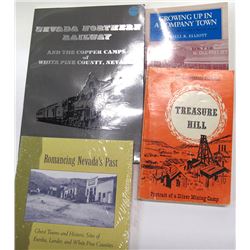 NEVADA NORTHERN
RAILWAY
AND THE COPPER CAMPS
OF
WHITE PINE COUNTY, NEVADA
GROWING UP IN
A COMPANY TOWN
RUSSELL R. ELLIOTT
TREASURE
HILL
Portrait of a Silver Mining Camp
Romancing Nevada's Past
Ghost Towns and Historic Sites of
Eureka, Lander, and White Pine Counties